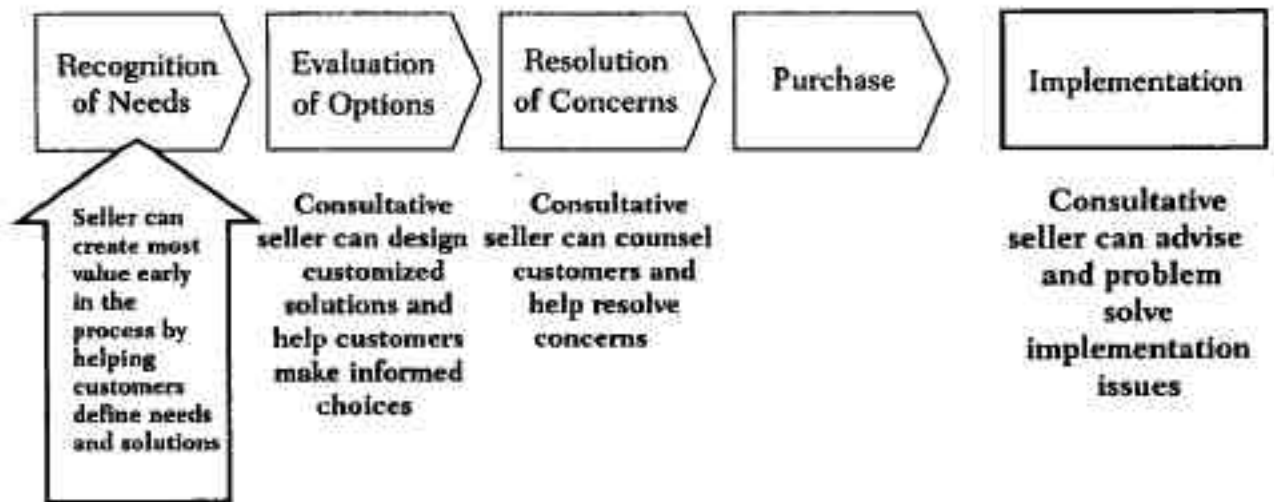 Recognition
of Needs
Evaluation
of Options
Resolution
of Concerns
Purchase
Implementation
Seller can
create most
value early
in the
process by
helping
customers
define needs
and solutions
Consultative
seller can design
customized
solutions and
help customers
make informed
choices
Consultative
seller can counsel
customers and
help resolve
concerns
Consultative
seller can advise
and problem
solve
implementation
issues